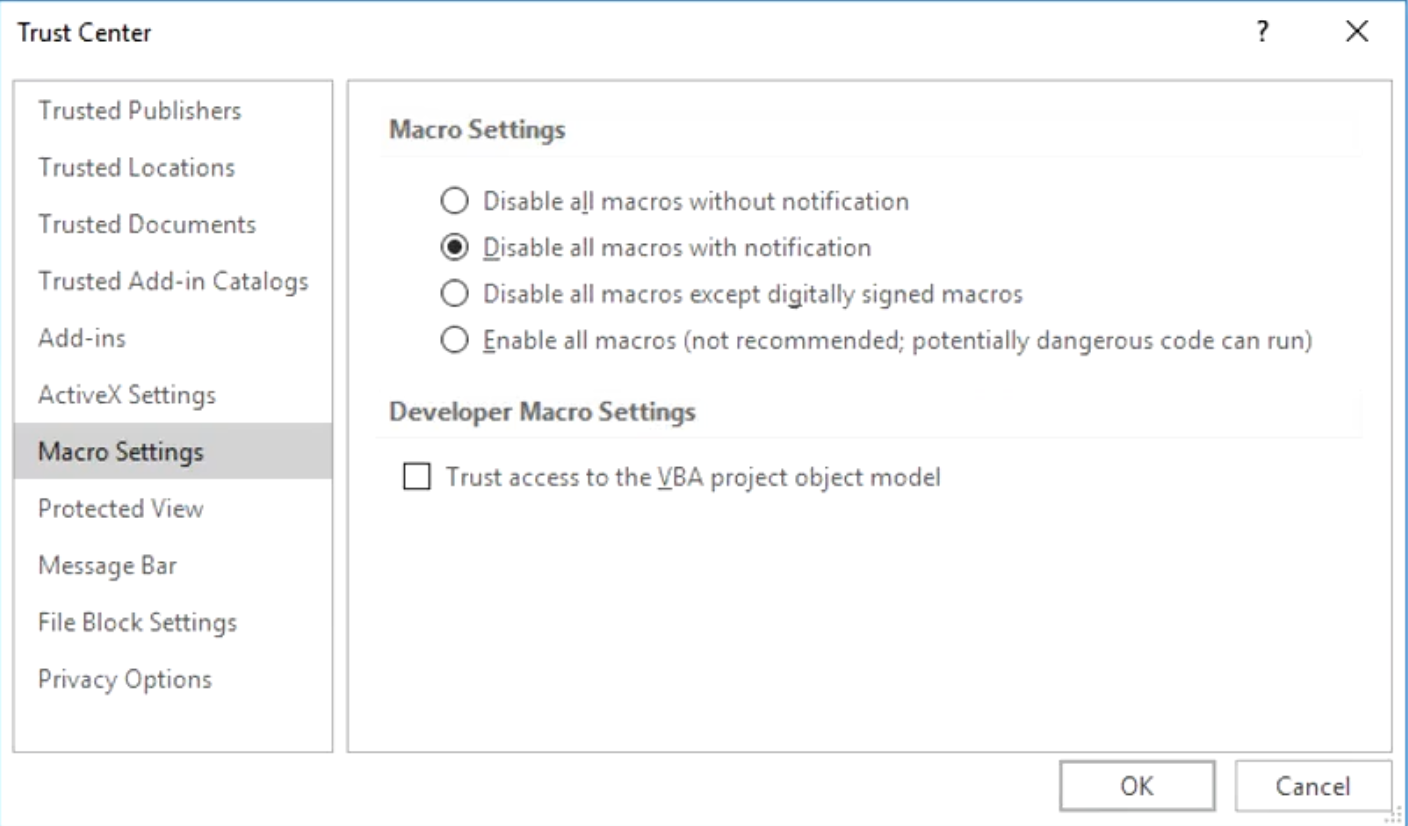 Trust Center
?
Trusted Publishers
Trusted Locations
Trusted Documents
Trusted Add-in Catalogs
Add-ins
ActiveX Settings
Macro Settings
Protected View
Message Bar
File Block Settings
Privacy Options
Macro Settings
Disable all macros without notification
Disable all macros with notification
Disable all macros except digitally signed macros
Enable all macros (not recommended; potentially dangerous code can run)
Developer Macro Settings
Trust access to the VBA project object model
OK
Cancel